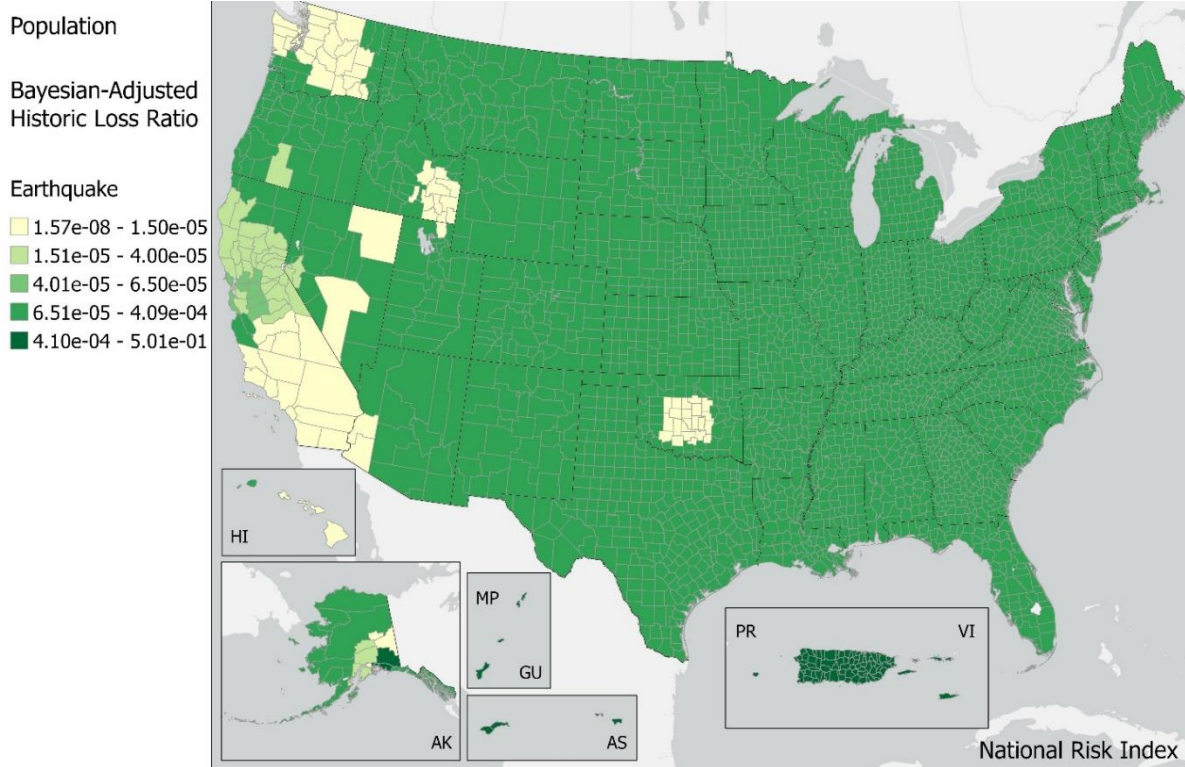 Population
Bayesian-Adjusted
Historic Loss Ratio
Earthquake
1.57e-08 - 1.50e-05
1.51e-05 - 4.00e-05
4.01e-05 - 6.50e-05
6.51e-05 - 4.09e-04
4.10e-04 - 5.01e-01
HI
AK
MP
GU
AS
PR
VI
National Risk Index